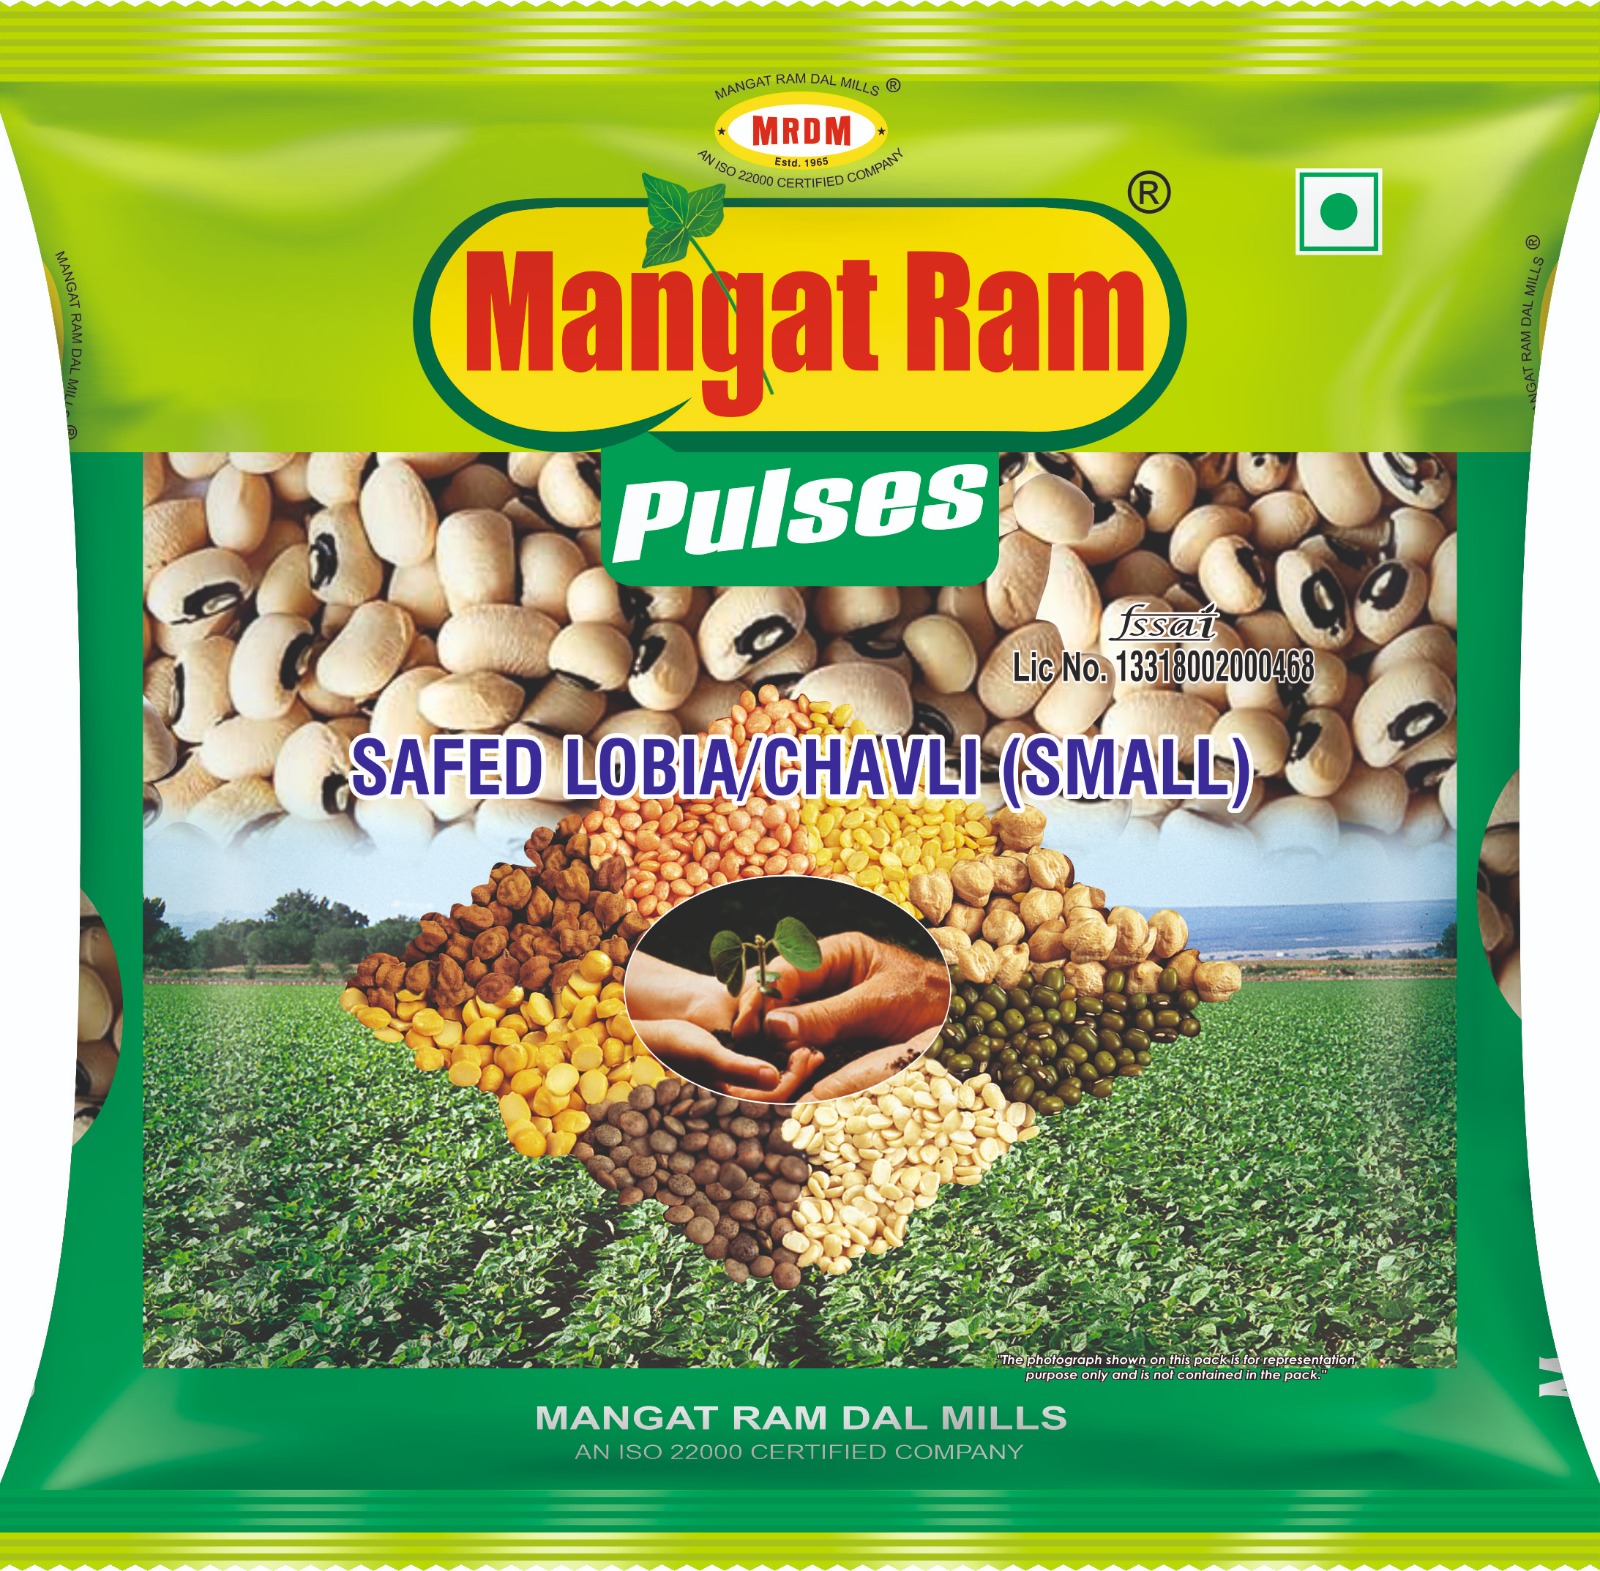 MANGAT RAM DAL MILLS ®
MRDM
Estd. 1965
AN ISO 22000 CERTIFIED COMPANY
®
Mangat Ram
Pulses
MANGAT RAM DAL MILLS ®
MANGAT RAM DAL MILLS ®
fssai
Lic No. 13318002000468
SAFED LOBIA/CHAVLI (SMALL)
"The photograph shown on this pack is for representation
purpose only and is not contained in the pack."
MANGAT RAM DAL MILLS
AN ISO 22000 CERTIFIED COMPANY